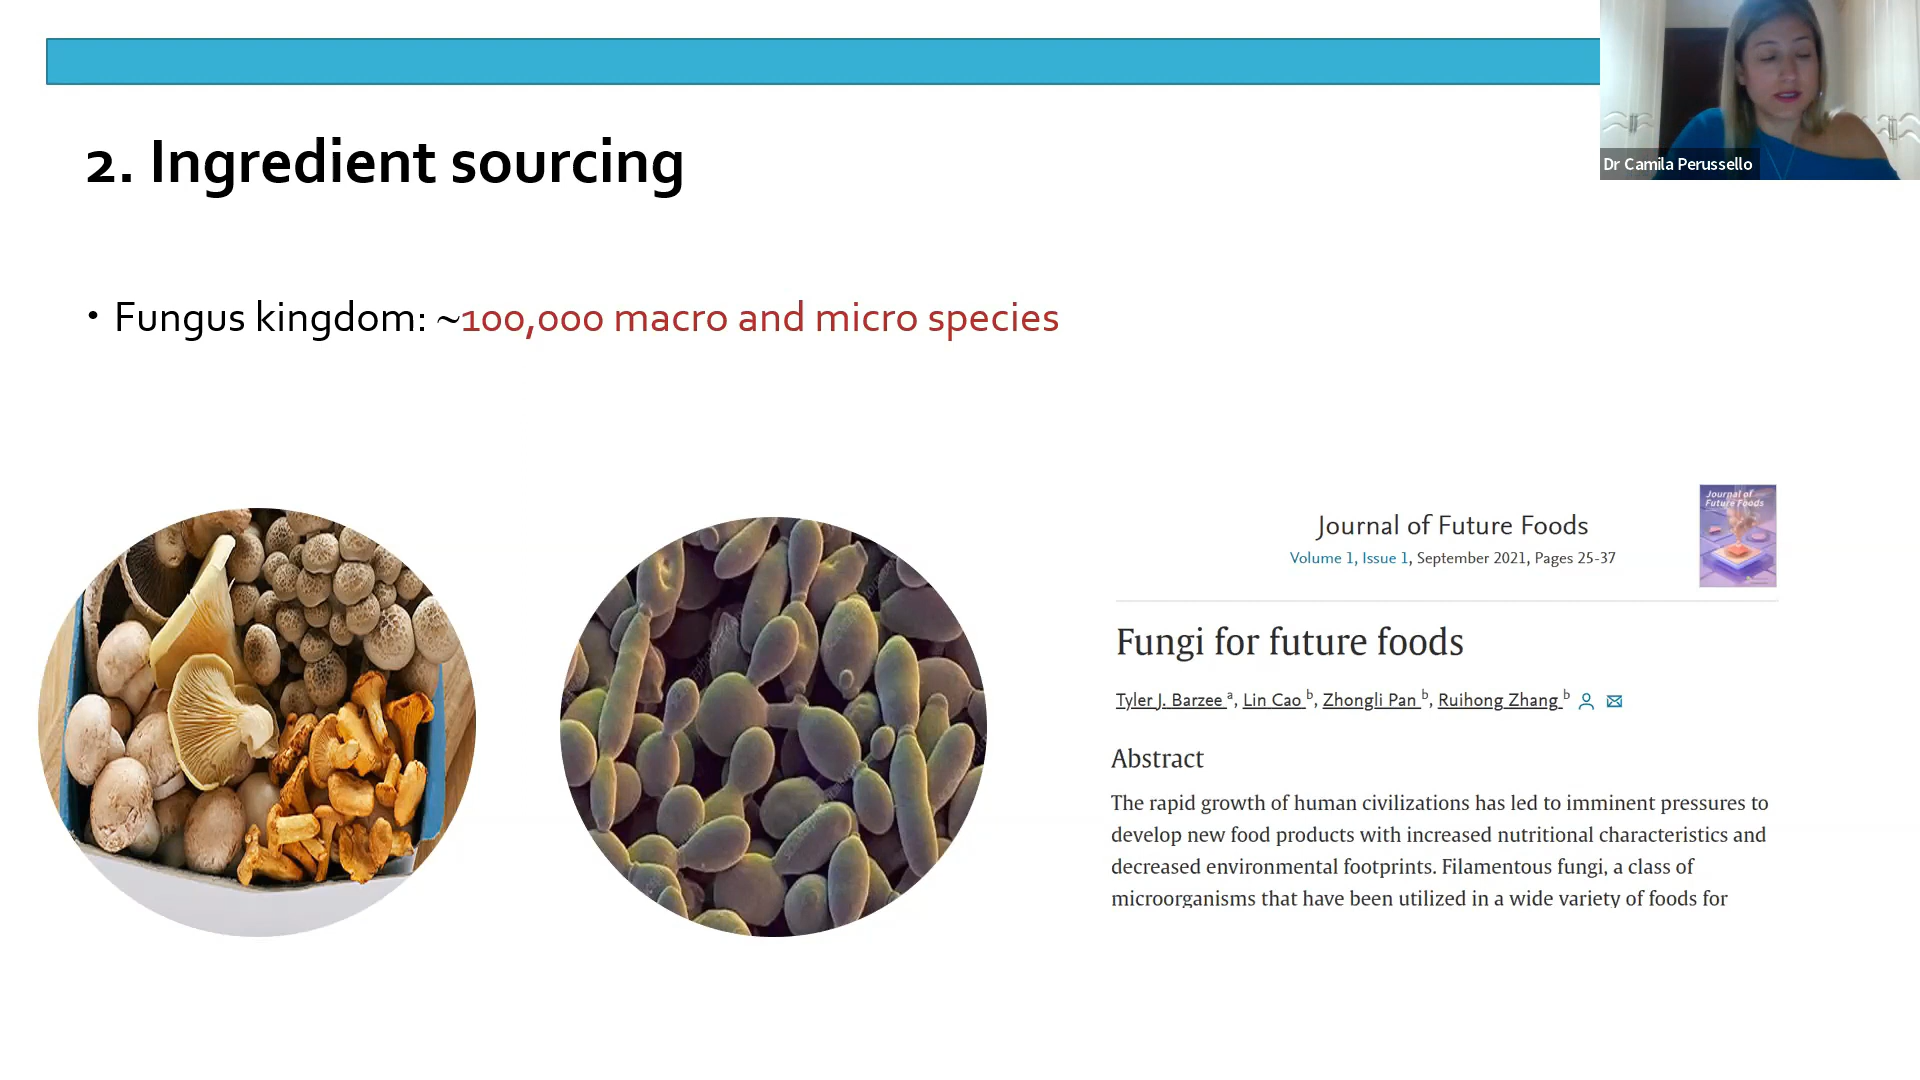 Dr Camila Perussello
2. Ingredient sourcing
• Fungus kingdom: ~100,000 macro and micro species
Journal of Future Foods
Volume 1, Issue 1, September 2021, Pages 25-37
Journal of
Future Foods
Fungi for future foods
Tyler J. Barzee a, Lin Cao b, Zhongli Pan b, Ruihong Zhang b
Abstract
The rapid growth of human civilizations has led to imminent pressures to
develop new food products with increased nutritional characteristics and
decreased environmental footprints. Filamentous fungi, a class of
microorganisms that have been utilized in a wide variety of foods for